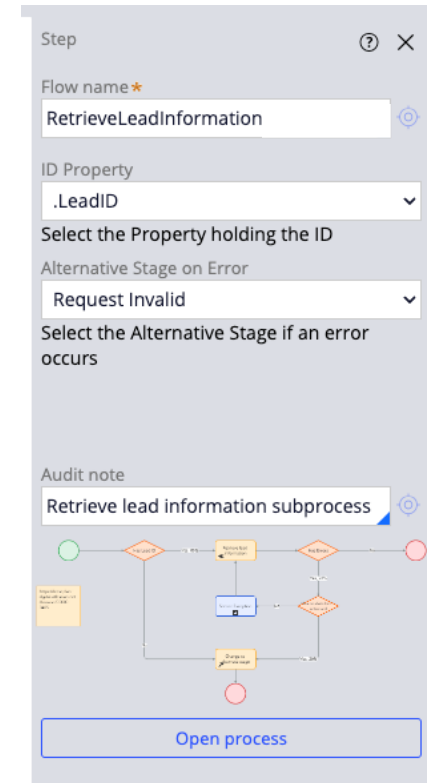 Step
Flow name*
RetrieveLeadInformation
ID Property
.LeadID
Select the Property holding the ID
Alternative Stage on Error
Request Invalid
Select the Alternative Stage if an error
occurs
Audit note
Retrieve lead information subprocess
Open process